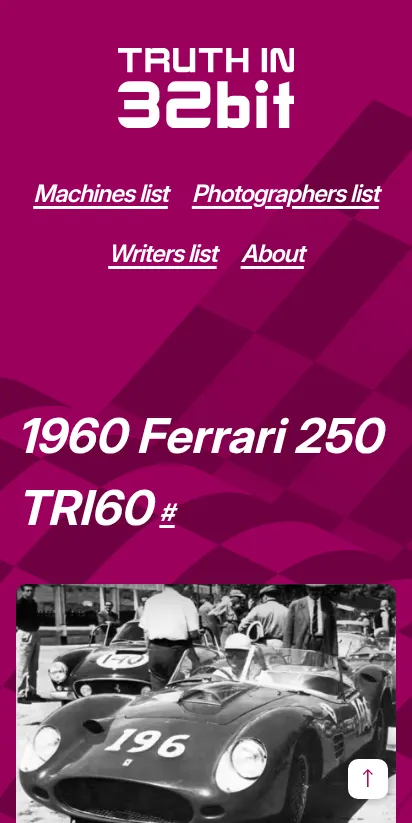 TRUTH IN
32bit
Machines list Photographers list
Writers list About
1960 Ferrari 250
TRI60 #
196